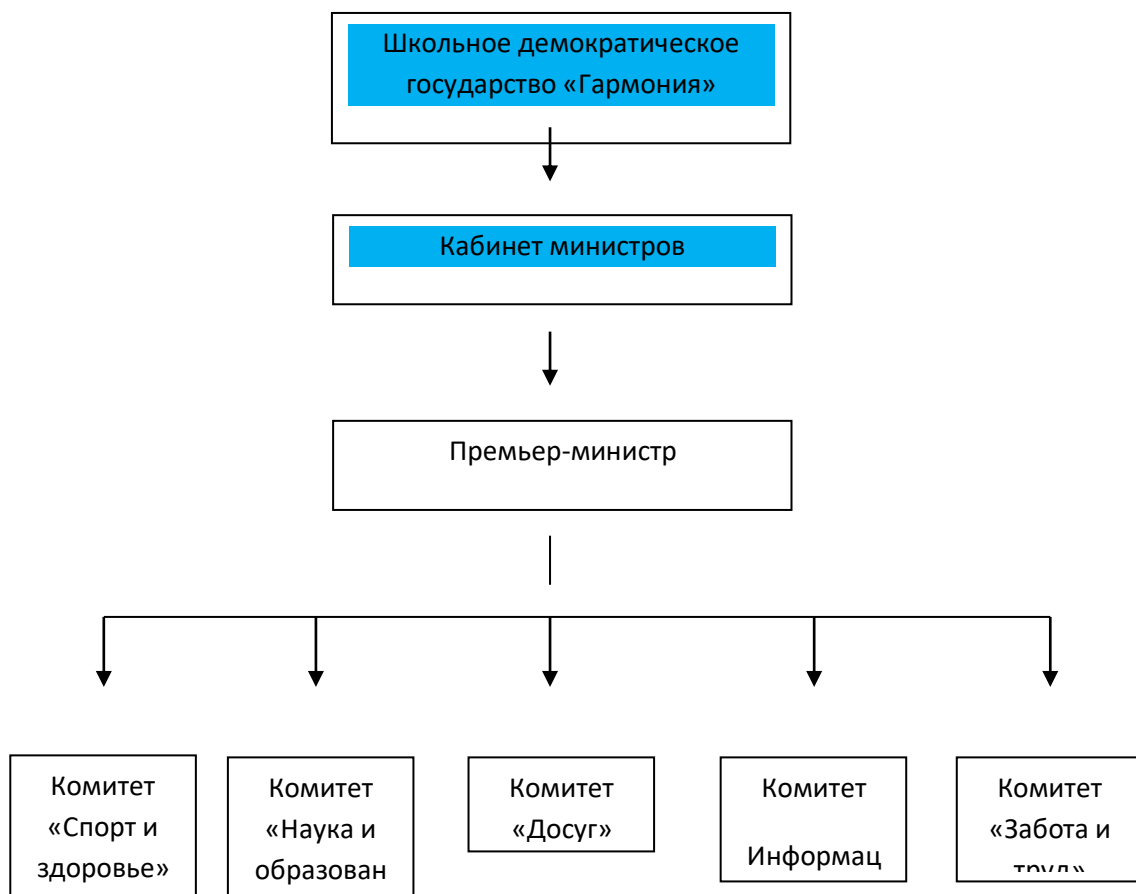 Школьное демократическое
государство «Гармония»
Кабинет министров
Премьер-министр
Комитет
«Спорт и
здоровье»
Комитет
«Наука и
образован
Комитет
«Досуг»
Комитет
Информац
Комитет
«Забота и
труд»